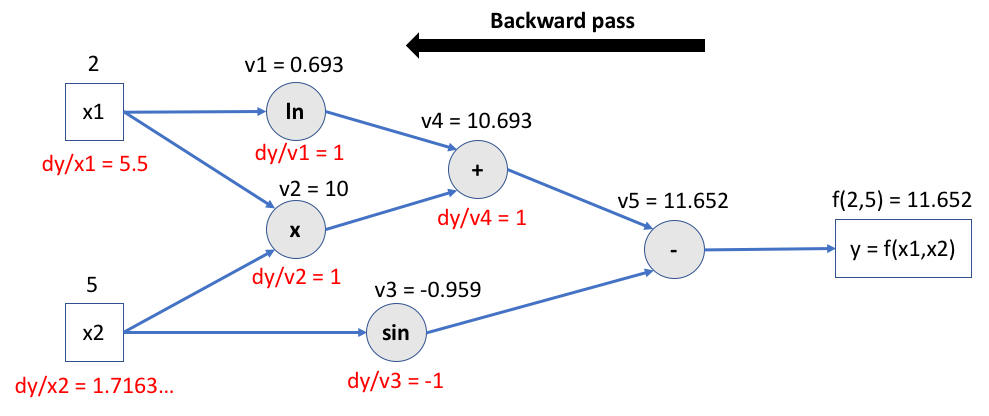 Backward pass
2
x1
dy/x1 = 5.5
v1 = 0.693
ln
dy/v1 = 1
v2 = 10
x
dy/v2 = 1
v4 = 10.693
+
dy/v4 = 1
v5 = 11.652
-
f(2,5) = 11.652
y = f(x1,x2)
5
x2
dy/x2 = 1.7163...
v3 = -0.959
sin
dy/v3 = -1